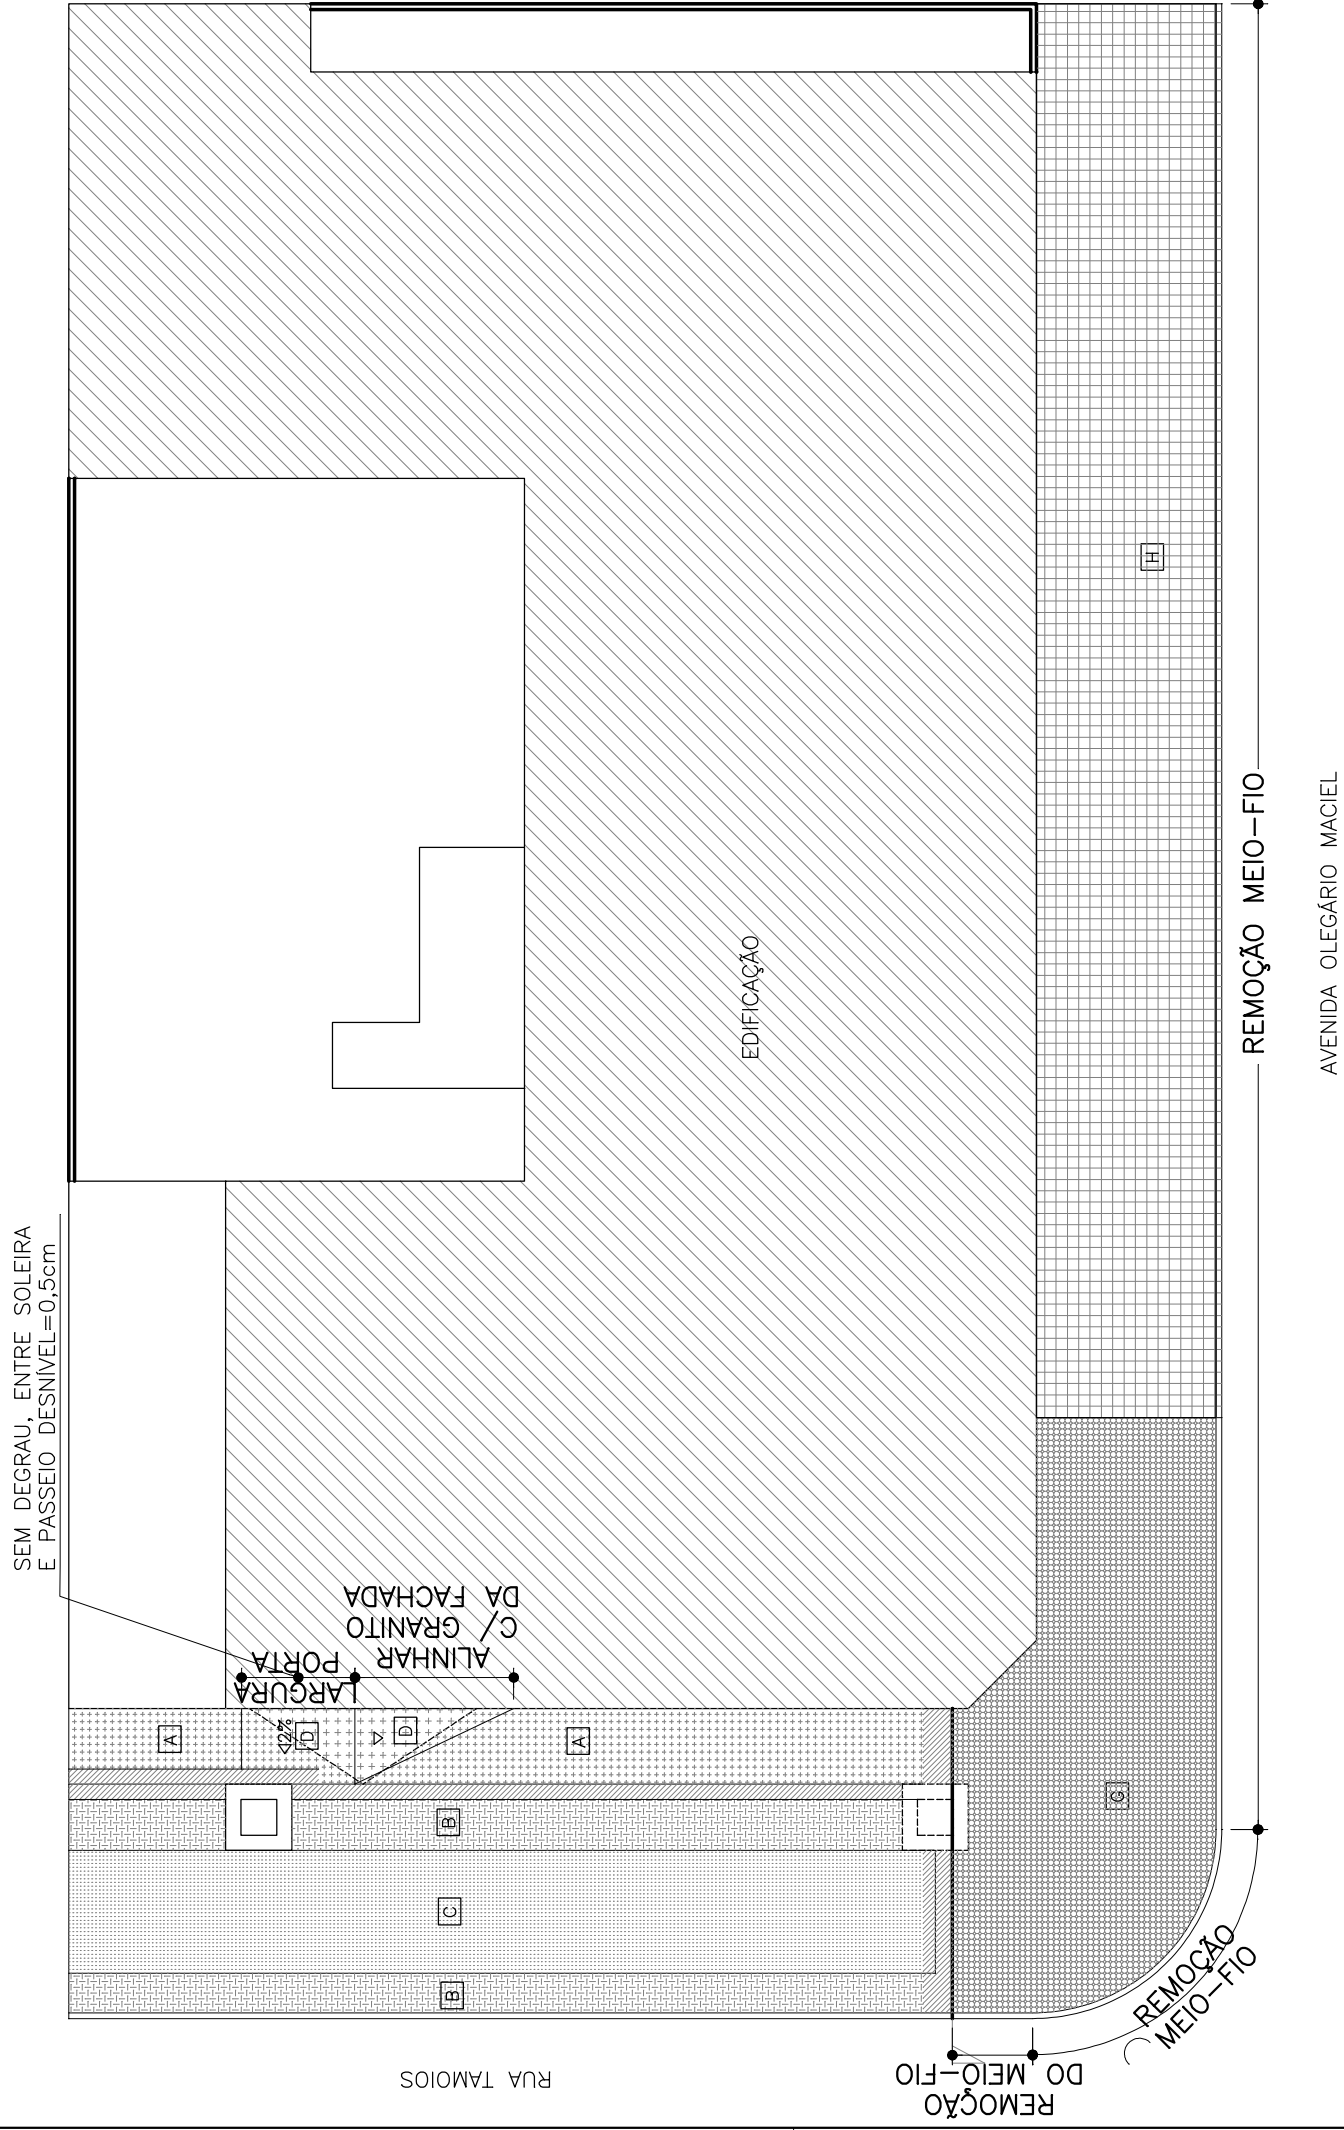 SEM DEGRAU, ENTRE SOLEIRA
E PASSEIO DESNÍVEL=0,5cm
EDIFICAÇÃO
H
REMOÇÃO MEIO-FIO
AVENIDA OLEGÁRIO MACIEL
LARGURA
PORTA
ALINHAR
C/ GRANITO
DA FACHADA
A
2%
D
D
A
B
C
B
G
RUA TAMOIOS
REMOÇÃO
DO MEIO-FIO
REMOÇÃO
MEIO-FIO